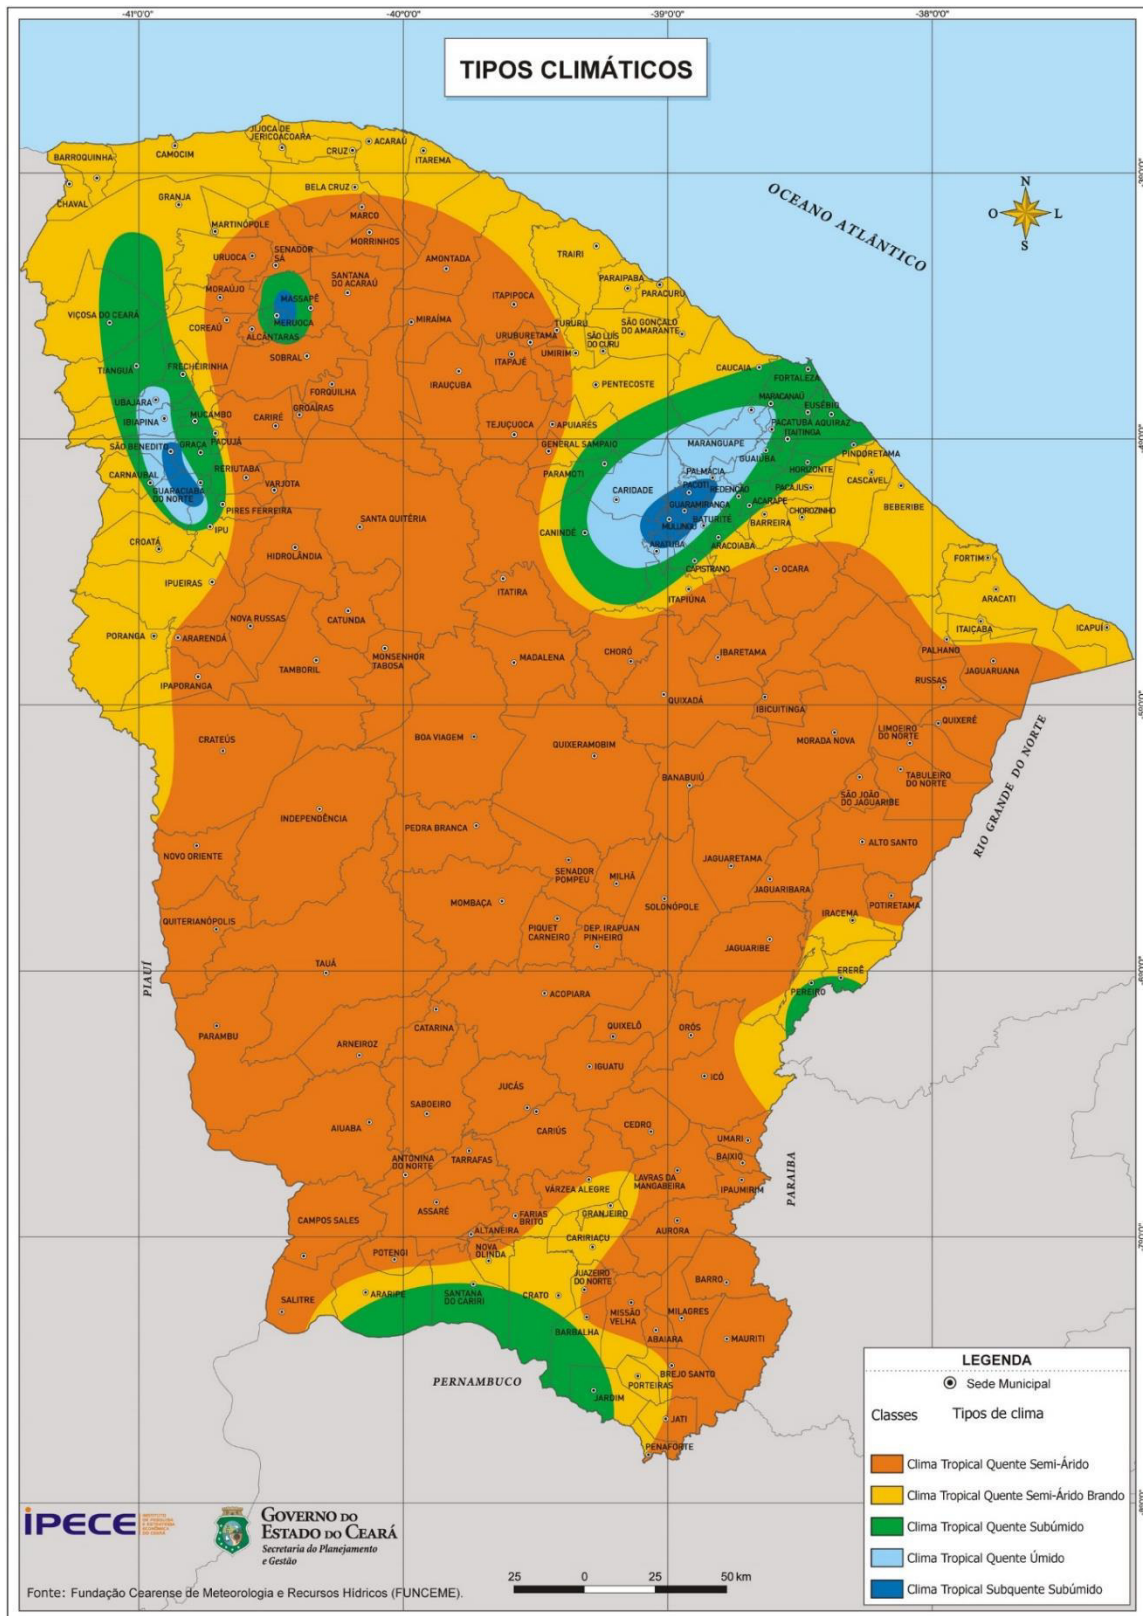 -41°0'0"
-40°0'0"
-39°0'0"
-38°0'0"
TIPOS CLIMÁTICOS
JIJOCA DE
JERICOACOARA
ACARAÚ
CRUZ
ITAREMA
CAMOCIM
BARROQUINHA
CHAVAL
BELA CRUZ
GRANJA
MARCO
MARTINÓPOLE
MORRINHOS
OCEANO ATLÂNTICO
N
O
L
S
URUOCA
SENADOR
SÁ
AMONTADA
TRAIRI
MORAÚJO
SANTANA
DO ACARAÚ
MASSAPÊ
ITAPIPOCA
PARAIPABA
PARACURU
VIÇOSA DO CEARÁ
COREAÚ
MERUOCA
ALCÂNTARAS
MIRAÍMA
TURURU
URUBURETAMA
SÃO LUÍS
DO CURU
SÃO GONÇALO
DO AMARANTE
UMIRIM
TIANGUÁ
FRECHEIRINHA
SOBRAL
ITAPAJÉ
IRAUÇUBA
CAUCAIA
FORTALEZA
UBAJARA
FORQUILHA
PENTECOSTE
MARACANAÚ
EUSÉBIO
IBIAPINA
MUCAMBO
CARIRÉ
GROAÍRAS
TEJUÇUOCA
APUIARÉS
PACATUBA
AQUIRAZ
ITAITINGA
SÃO BENEDITO
GRAÇA
PACUJÁ
GENERAL SAMPAIO
MARANGUAPE
GUAIÚBA
PINDORETAMA
CARNAUBAL
RERIUTABA
VARJOTA
PARAMOTI
PALMÁCIA
HORIZONTE
CASCAVEL
GUARACIABA
DO NORTE
PIRES FERREIRA
CARIDADE
PACOTI
REDENÇÃO
PACAJUS
GUARAMIRANGA
ACARAPE
BEBERIBE
IPU
SANTA QUITÉRIA
CANINDÉ
MULUNGU
BATURITÉ
BARREIRA
CHOROZINHO
CROATÁ
HIDROLÂNDIA
ARATUBA
ARACOIABA
CAPISTRANO
FORTIM
IPUEIRAS
ITATIRA
ITAPIÚNA
OCARA
ARACATI
PORANGA
ARARENDÁ
NOVA RUSSAS
CATUNDA
ITAIÇABA
ICAPUÍ
TAMBORIL
MONSENHOR
TABOSA
MADALENA
CHORÓ
IBARETAMA
PALHANO
JAGUARUANA
IPAPORANGA
RUSSAS
QUIXADÁ
IBICUITINGA
CRATEÚS
BOA VIAGEM
QUIXERAMOBIM
MORADA NOVA
LIMOEIRO
DO NORTE
QUIXERÉ
BANABUIÚ
TABULEIRO
DO NORTE
SÃO JOÃO
DO JAGUARIBE
RIO GRANDE DO NORTE
INDEPENDÊNCIA
PEDRA BRANCA
ALTO SANTO
NOVO ORIENTE
SENADOR
POMPEU
MILHÃ
JAGUARETAMA
JAGUARIBARA
POTIRETAMA
QUITERIANÓPOLIS
MOMBAÇA
SOLONÓPOLE
IRACEMA
PIQUET
CARNEIRO
DEP. IRAPUAN
PINHEIRO
JAGUARIBE
PIAUÍ
TAUÁ
ERERÊ
PEREIRO
ACOPIARA
PARAMBU
CATARINA
QUIXELÔ
ORÓS
ARNEIROZ
IGUATU
ICÓ
JUCÁS
SABOEIRO
AIUABA
CARIÚS
CEDRO
UMARI
BAIXIO
ANTONINA
DO NORTE
TARRAFAS
PARAIBA
LAVRAS DA
MANGABEIRA
IPAUMIRIM
VÁRZEA ALEGRE
CAMPOS SALES
ASSARÉ
FARIAS
BRITO
GRANJEIRO
ALTANEIRA
AURORA
POTENGI
NOVA
OLINDA
CARIRIAÇU
JUAZEIRO
DO NORTE
BARRO
SALITRE
ARARIPE
SANTANA
DO CARIRI
CRATO
MISSÃO
VELHA
MILAGRES
BARBALHA
ABAIARA
MAURITI
PERNAMBUCO
BREJO SANTO
PORTEIRAS
JARDIM
JATI
PENAFORTE
LEGENDA
Sede Municipal
Classes Tipos de clima
Clima Tropical Quente Semi-Árido
Clima Tropical Quente Semi-Árido Brando
Clima Tropical Quente Subúmido
Clima Tropical Quente Úmido
Clima Tropical Subquente Subúmido
IPECE
GOVERNO DO
ESTADO DO CEARÁ
Secretaria do Planejamento
e Gestão
25 0 25 50 km
Fonte: Fundação Cearense de Meteorologia e Recursos Hídricos (FUNCEME).